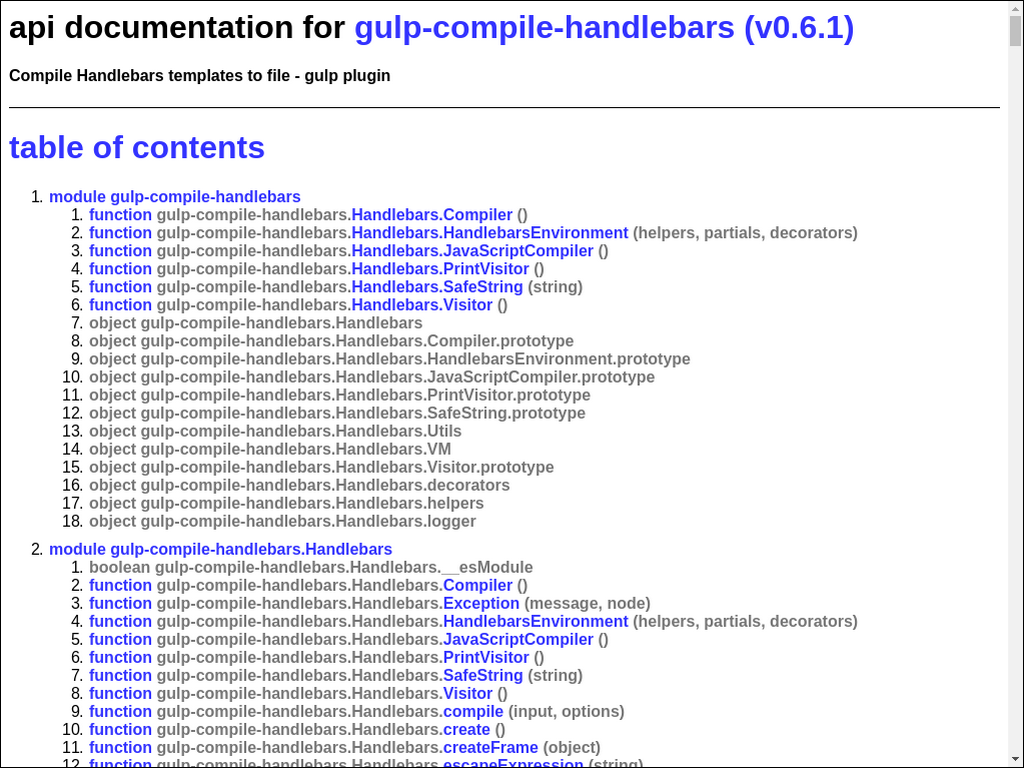 api documentation for gulp-compile-handlebars (v0.6.1)
Compile Handlebars templates to file - gulp plugin
table of contents
1. module gulp-compile-handlebars
1. function gulp-compile-handlebars.Handlebars.Compiler ()
2. function gulp-compile-handlebars.Handlebars.HandlebarsEnvironment (helpers, partials, decorators)
3. function gulp-compile-handlebars.Handlebars.JavaScriptCompiler ()
4. function gulp-compile-handlebars.Handlebars.PrintVisitor ()
5. function gulp-compile-handlebars.Handlebars.SafeString (string)
6. function gulp-compile-handlebars.Handlebars.Visitor ()
7. object gulp-compile-handlebars.Handlebars
8. object gulp-compile-handlebars.Handlebars.Compiler.prototype
9. object gulp-compile-handlebars.Handlebars.HandlebarsEnvironment.prototype
10. object gulp-compile-handlebars.Handlebars.JavaScriptCompiler.prototype
11. object gulp-compile-handlebars.Handlebars.PrintVisitor.prototype
12. object gulp-compile-handlebars.Handlebars.SafeString.prototype
13. object gulp-compile-handlebars.Handlebars.Utils
14. object gulp-compile-handlebars.Handlebars.VM
15. object gulp-compile-handlebars.Handlebars.Visitor.prototype
16. object gulp-compile-handlebars.Handlebars.decorators
17. object gulp-compile-handlebars.Handlebars.helpers
18. object gulp-compile-handlebars.Handlebars.logger
2. module gulp-compile-handlebars.Handlebars
1. boolean gulp-compile-handlebars.Handlebars.__esModule
2. function gulp-compile-handlebars.Handlebars.Compiler ()
3. function gulp-compile-handlebars.Handlebars.Exception (message, node)
4. function gulp-compile-handlebars.Handlebars.HandlebarsEnvironment (helpers, partials, decorators)
5. function gulp-compile-handlebars.Handlebars.JavaScriptCompiler ()
6. function gulp-compile-handlebars.Handlebars.PrintVisitor ()
7. function gulp-compile-handlebars.Handlebars.SafeString (string)
8. function gulp-compile-handlebars.Handlebars.Visitor ()
9. function gulp-compile-handlebars.Handlebars.compile (input, options)
10. function gulp-compile-handlebars.Handlebars.create ()
11. function gulp-compile-handlebars.Handlebars.createFrame (object)
12. function gulp-compile-handlebars.Handlebars.escapeExpression (string)